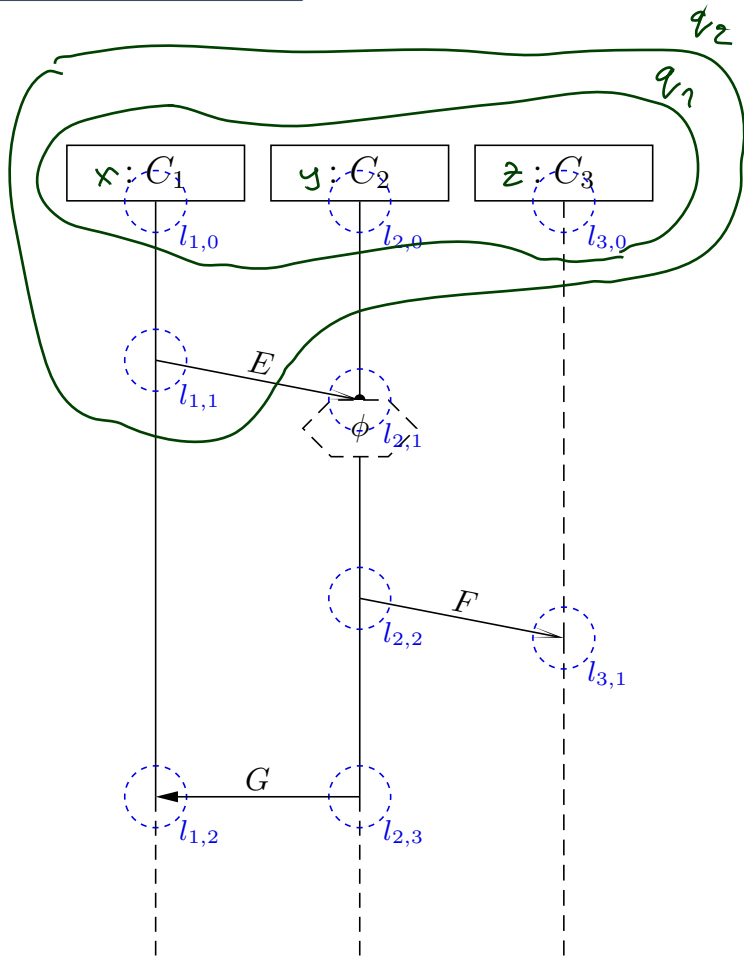 q₂
q₁
x : C₁ y : C₂ z : C₃
l₁,₀ l₂,₀ l₃,₀
E
l₁,₁
ϕ l₂,₁
F
l₂,₂
l₃,₁
G
l₁,₂ l₂,₃